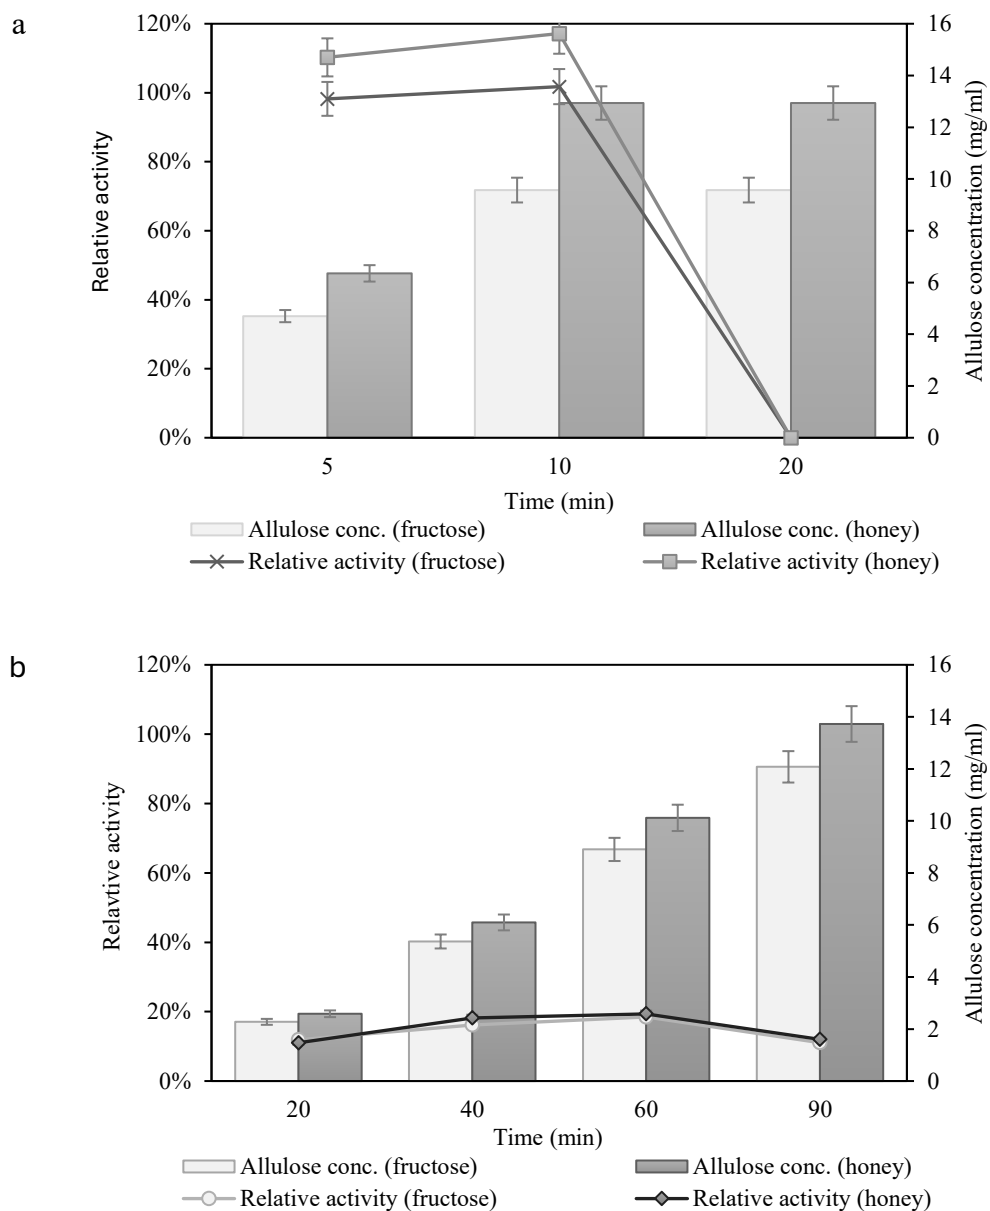 a
120%
100%
80%
60%
40%
20%
0%
Relative activity
16
14
12
10
8
6
4
2
0
Allulose concentration (mg/ml)
5 10 20
Time (min)
Allulose conc. (fructose) Allulose conc. (honey)
Relative activity (fructose) Relative activity (honey)
b
120%
100%
80%
60%
40%
20%
0%
Relavtive activity
16
14
12
10
8
6
4
2
0
Allulose concentration (mg/ml)
20 40 60 90
Time (min)
Allulose conc. (fructose) Allulose conc. (honey)
Relative activity (fructose) Relative activity (honey)